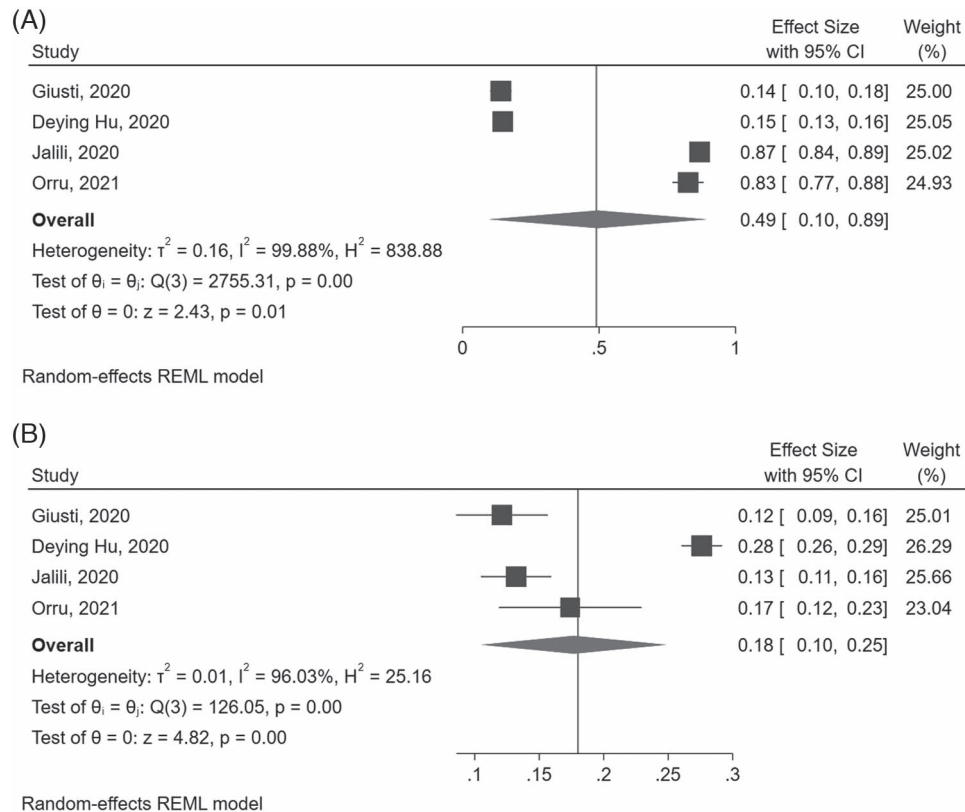 (A)
Effect Size Weight
Study with 95% CI (%)
Giusti, 2020 0.14 [ 0.10, 0.18] 25.00
Deying Hu, 2020 0.15 [ 0.13, 0.16] 25.05
Jalili, 2020 0.87 [ 0.84, 0.89] 25.02
Orru, 2021 0.83 [ 0.77, 0.88] 24.93
Overall 0.49 [ 0.10, 0.89]
Heterogeneity: τ² = 0.16, I² = 99.88%, H² = 838.88
Test of θᵢ = θⱼ: Q(3) = 2755.31, p = 0.00
Test of θ = 0: z = 2.43, p = 0.01
0 .5 1
Random-effects REML model
(B)
Effect Size Weight
Study with 95% CI (%)
Giusti, 2020 0.12 [ 0.09, 0.16] 25.01
Deying Hu, 2020 0.28 [ 0.26, 0.29] 26.29
Jalili, 2020 0.13 [ 0.11, 0.16] 25.66
Orru, 2021 0.17 [ 0.12, 0.23] 23.04
Overall 0.18 [ 0.10, 0.25]
Heterogeneity: τ² = 0.01, I² = 96.03%, H² = 25.16
Test of θᵢ = θⱼ: Q(3) = 126.05, p = 0.00
Test of θ = 0: z = 4.82, p = 0.00
.1 .15 .2 .25 .3
Random-effects REML model